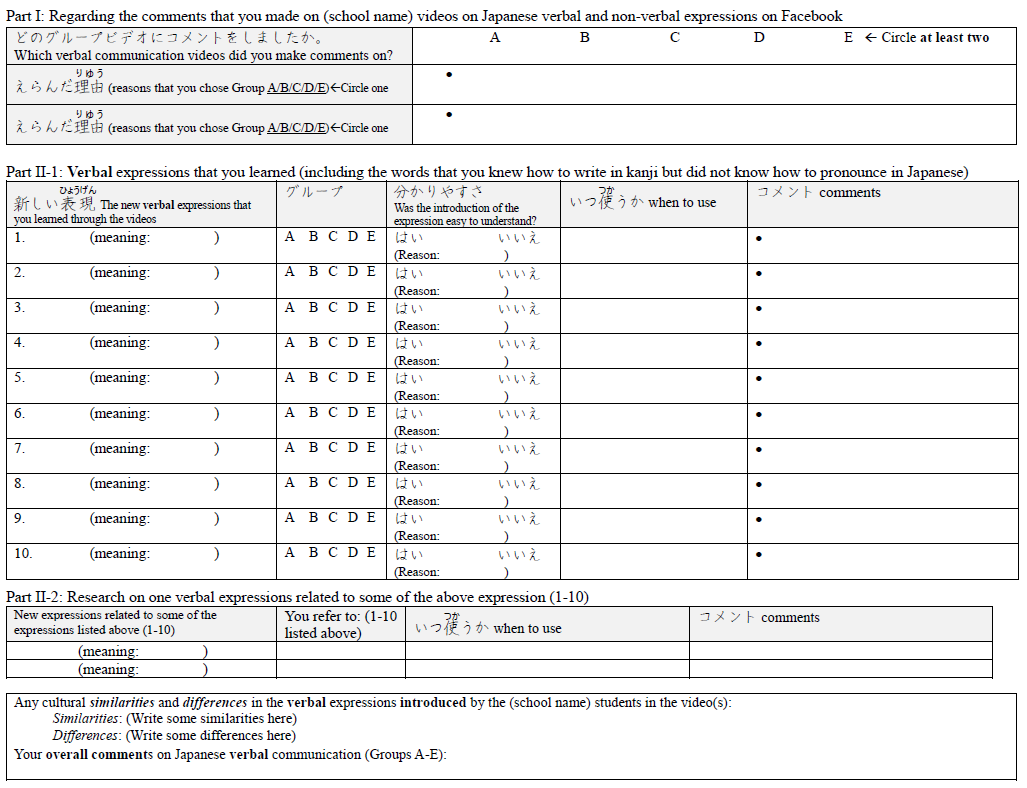 Part I: Regarding the comments that you made on (school name) videos on Japanese verbal and non-verbal expressions on Facebook
どのグループビデオにコメントをしましたか。
Which verbal communication videos did you make comments on?
A B C D E ← Circle at least two
りゆう
えらんだ理由 (reasons that you chose Group A/B/C/D/E)←Circle one
•
りゆう
えらんだ理由 (reasons that you chose Group A/B/C/D/E)←Circle one
•
Part II-1: Verbal expressions that you learned (including the words that you knew how to write in kanji but did not know how to pronounce in Japanese)
ひょうげん
新しい表現 The new verbal expressions that
you learned through the videos
グループ
分かりやすさ
Was the introduction of the
expression easy to understand?
つか
いつ使うか when to use
コメント comments
1. (meaning: ) A B C D E はい いいえ •
(Reason: )
2. (meaning: ) A B C D E はい いいえ •
(Reason: )
3. (meaning: ) A B C D E はい いいえ •
(Reason: )
4. (meaning: ) A B C D E はい いいえ •
(Reason: )
5. (meaning: ) A B C D E はい いいえ •
(Reason: )
6. (meaning: ) A B C D E はい いいえ •
(Reason: )
7. (meaning: ) A B C D E はい いいえ •
(Reason: )
8. (meaning: ) A B C D E はい いいえ •
(Reason: )
9. (meaning: ) A B C D E はい いいえ •
(Reason: )
10. (meaning: ) A B C D E はい いいえ •
(Reason: )
Part II-2: Research on one verbal expressions related to some of the above expression (1-10)
New expressions related to some of the
expressions listed above (1-10)
You refer to: (1-10
listed above)
つか
いつ使うか when to use
コメント comments
(meaning: )
(meaning: )
Any cultural similarities and differences in the verbal expressions introduced by the (school name) students in the video(s):
Similarities: (Write some similarities here)
Differences: (Write some differences here)
Your overall comments on Japanese verbal communication (Groups A-E):